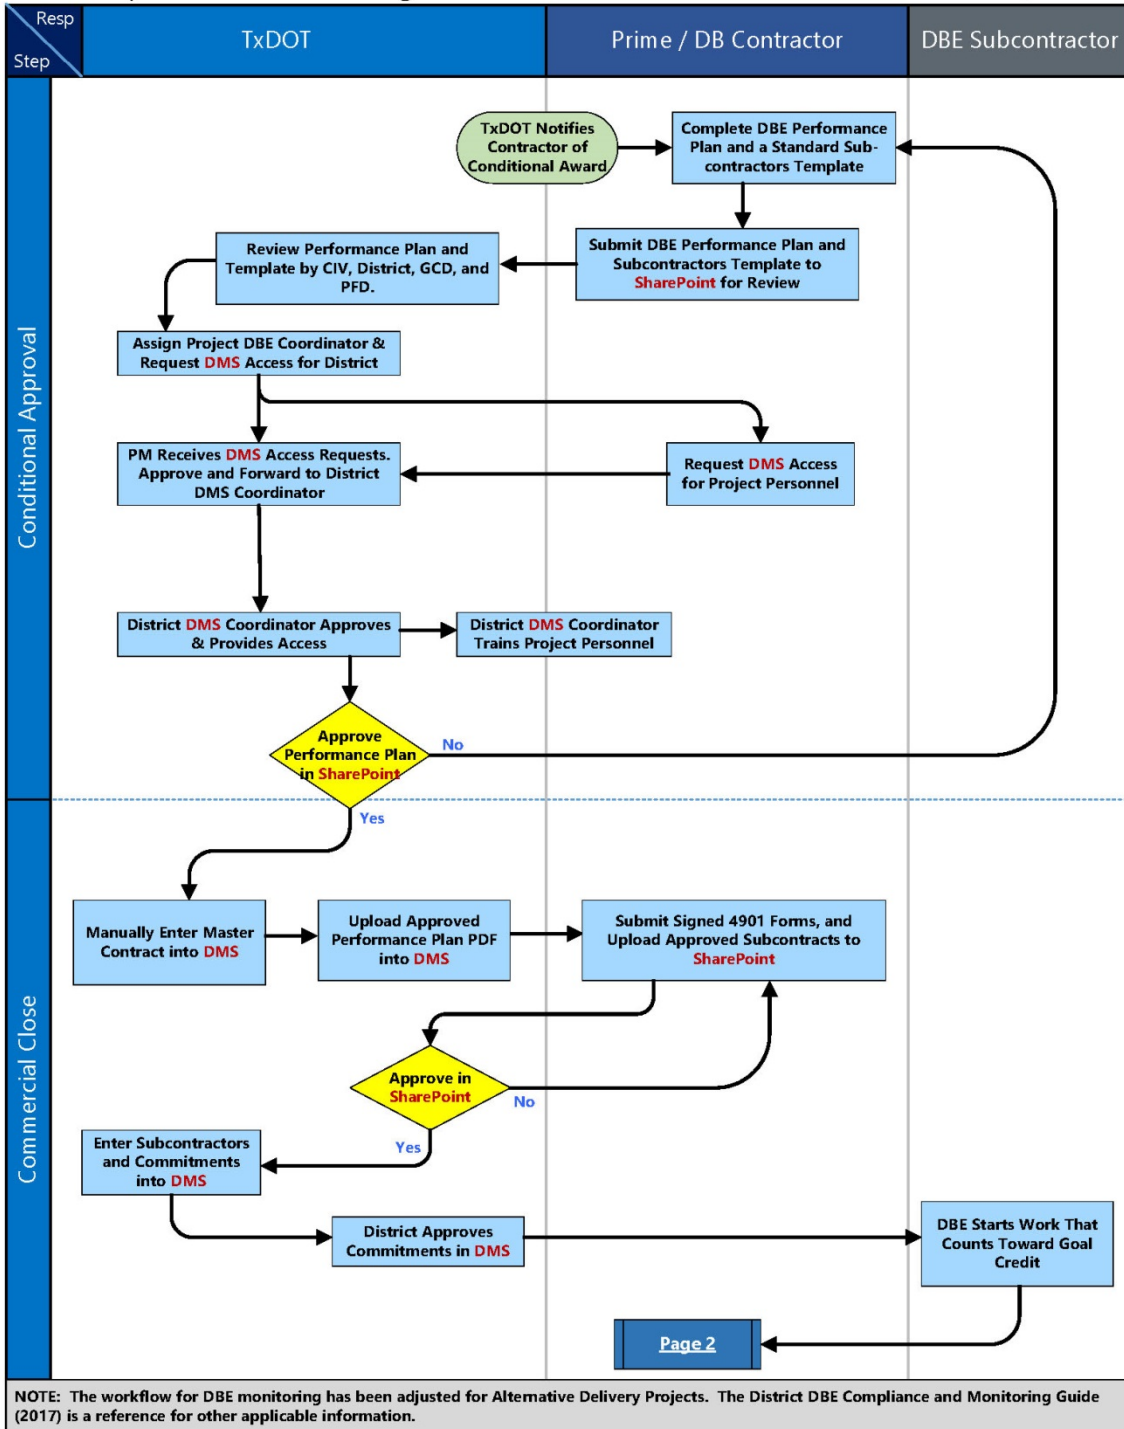 Resp
Step
TxDOT
Prime / DB Contractor
DBE Subcontractor
Conditional Approval
TxDOT Notifies
Contractor of
Conditional Award
Complete DBE Performance
Plan and a Standard Sub-
contractors Template
Review Performance Plan and
Template by CIV, District, GCD, and
PFD.
Submit DBE Performance Plan and
Subcontractors Template to
SharePoint for Review
Assign Project DBE Coordinator &
Request DMS Access for District
PM Receives DMS Access Requests.
Approve and Forward to District
DMS Coordinator
Request DMS Access
for Project Personnel
District DMS Coordinator Approves
& Provides Access
District DMS Coordinator
Trains Project Personnel
Approve
Performance Plan
in SharePoint
No
Yes
Commercial Close
Manually Enter Master
Contract into DMS
Upload Approved
Performance Plan PDF
into DMS
Submit Signed 4901 Forms, and
Upload Approved Subcontracts to
SharePoint
Approve in
SharePoint
No
Yes
Enter Subcontractors
and Commitments
into DMS
District Approves
Commitments in DMS
DBE Starts Work That
Counts Toward Goal
Credit
Page 2
NOTE: The workflow for DBE monitoring has been adjusted for Alternative Delivery Projects. The District DBE Compliance and Monitoring Guide
(2017) is a reference for other applicable information.